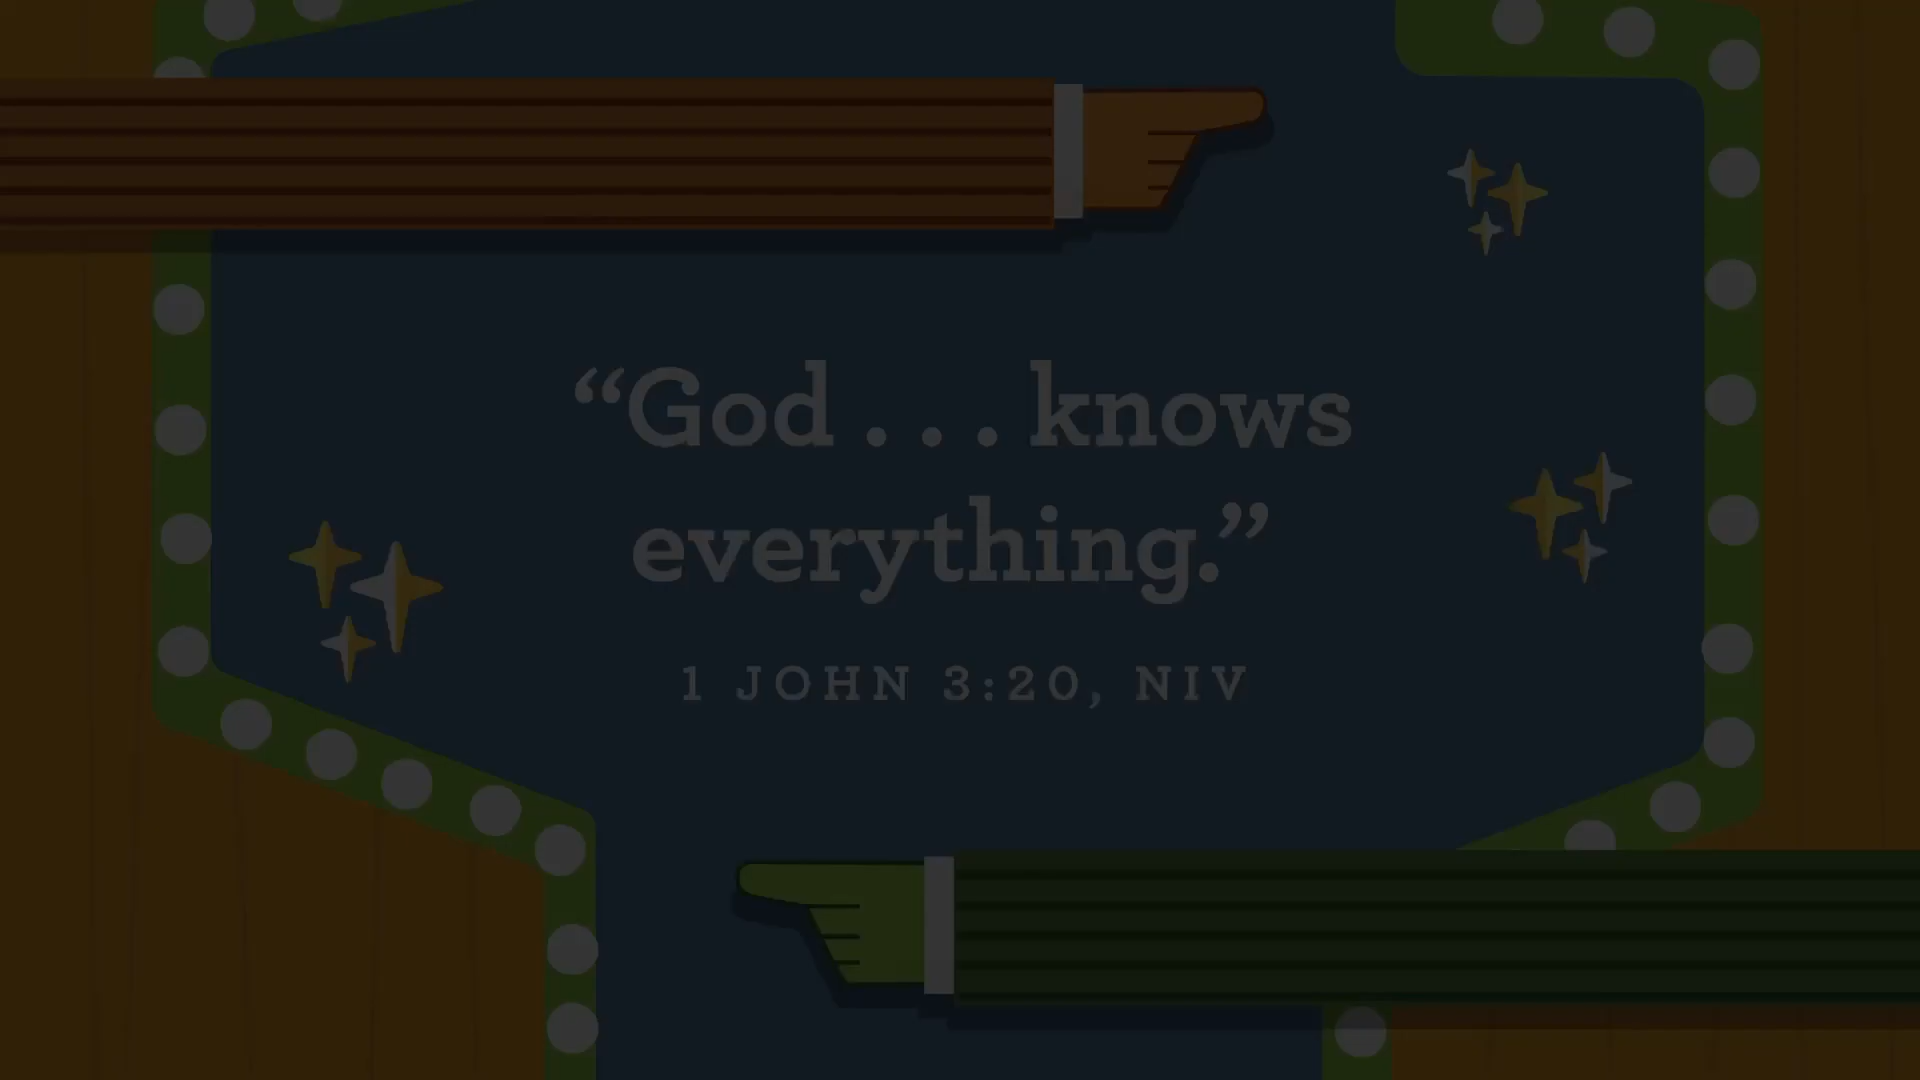 “God . . . knows
everything.”
1 JOHN 3:20, NIV